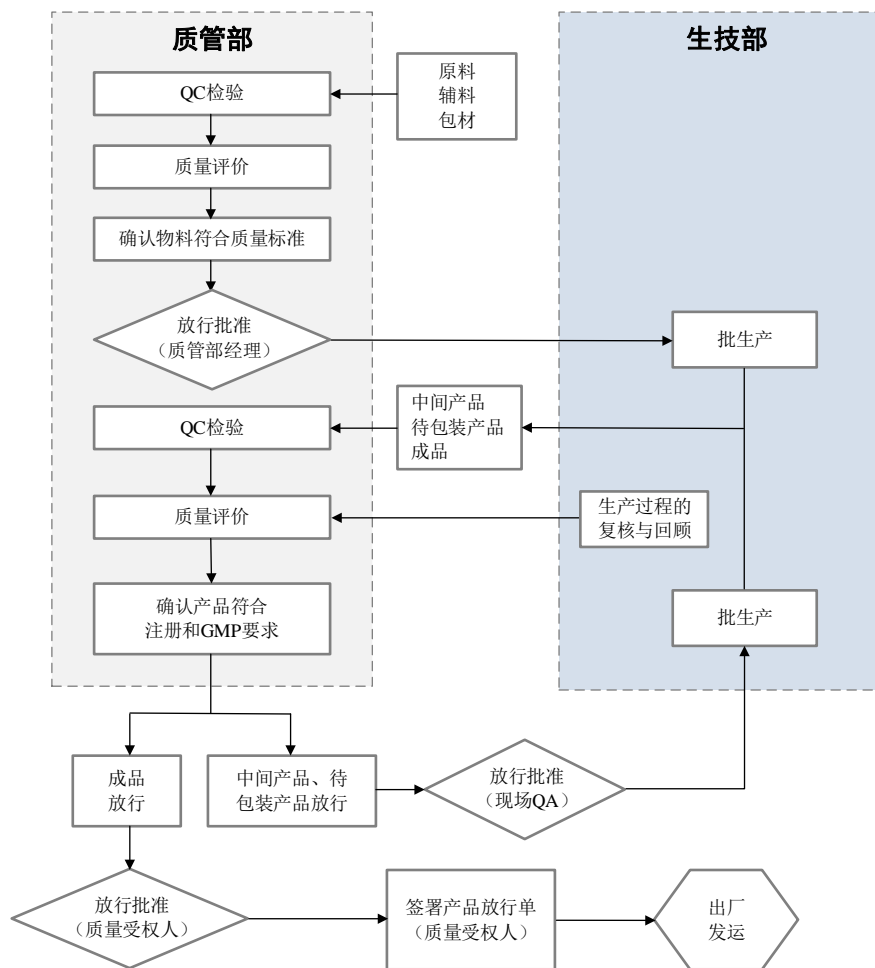 质管部
生技部
QC检验
原料
辅料
包材
质量评价
确认物料符合质量标准
放行批准
（质管部经理）
批生产
QC检验
中间产品
待包装产品
成品
质量评价
生产过程的
复核与回顾
确认产品符合
注册和GMP要求
批生产
成品
放行
中间产品、待
包装产品放行
放行批准
（现场QA）
放行批准
（质量受权人）
签署产品放行单
（质量受权人）
出厂
发运